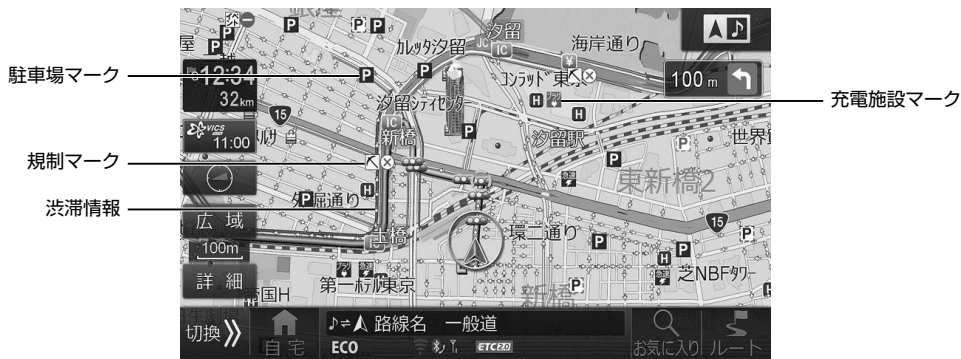 駐車場マーク
規制マーク
渋滞情報
充電施設マーク
カレッタ汐留
汐留
JC
IC
海岸通り
コンラッド東京
100 m
12:34
32km
汐留シティセンター
IC
新橋
15
VICS
11:00
汐留駅
世界
東新橋2
広 域
100m
詳 細
土橋
環二通り
15
芝NBFタワー
第一ホテル東京
帝国H
新橋
切換
自 宅
路線名 一般道
ECO
ETC2.0
お気に入り
ルート